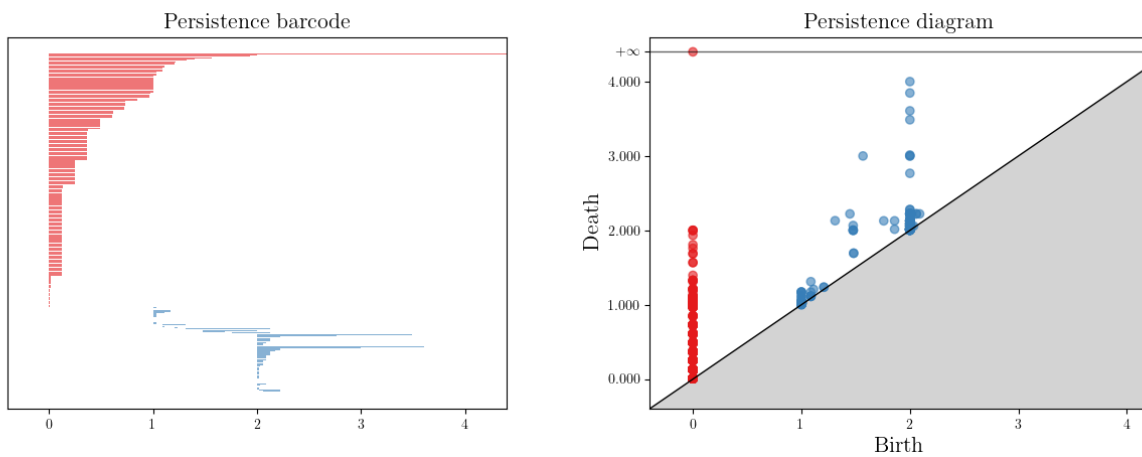 Persistence barcode
0 1 2 3 4
Persistence diagram
+∞
4.000
3.000
2.000
1.000
0.000
Death
0 1 2 3 4
Birth